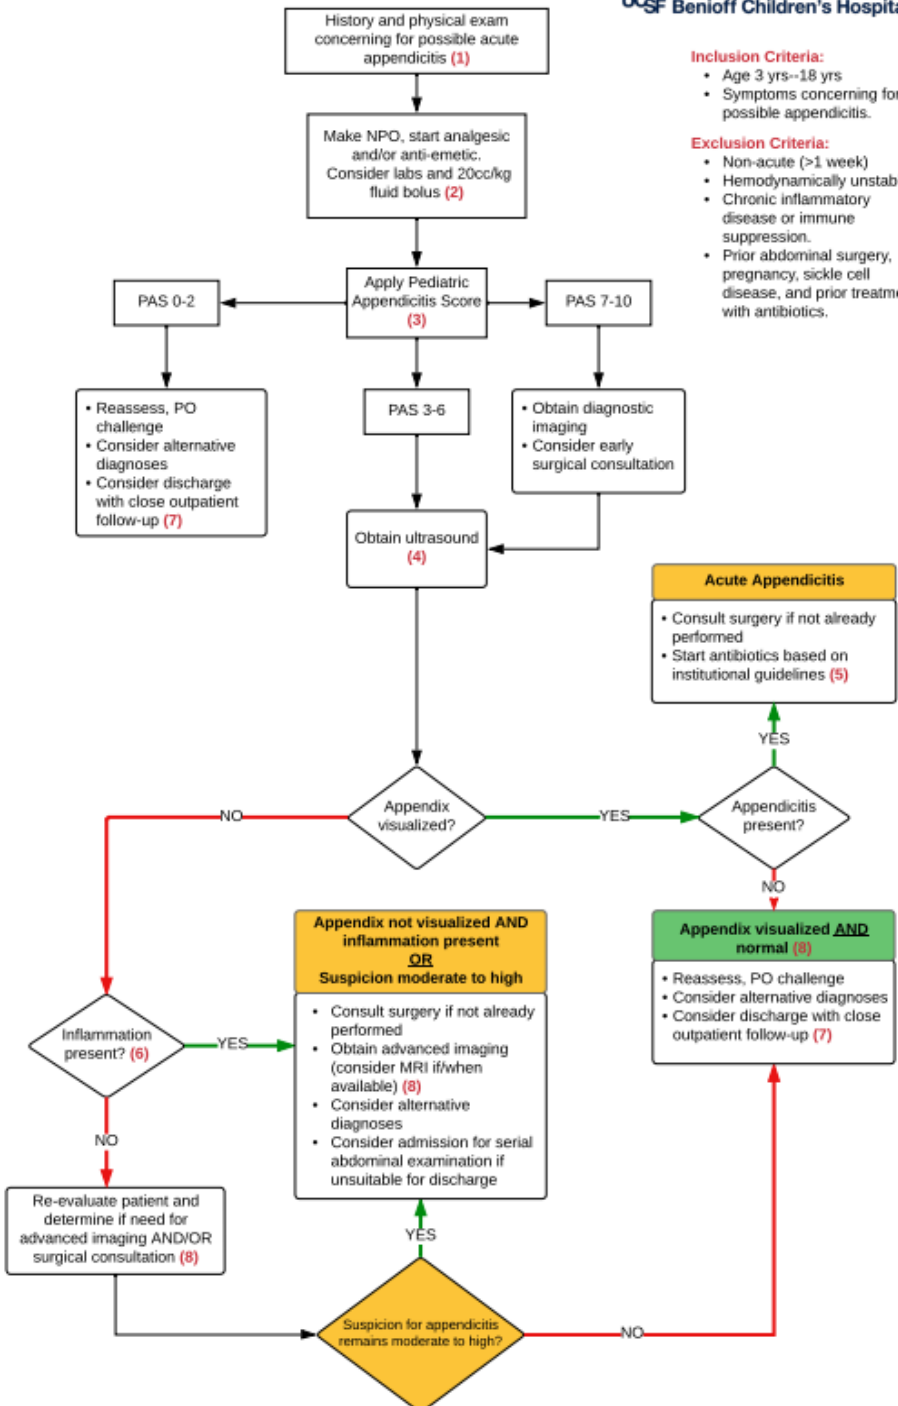 UCSF Benioff Children's
History and physical exam
concerning for possible acute
appendicitis (1)
Inclusion Criteria:
• Age 3 yrs--18 yrs
• Symptoms concerning for
possible appendicitis.
Exclusion Criteria:
• Non-acute (>1 week)
• Hemodynamically
• Chronic inflammatory
disease or immune
suppression.
• Prior abdominal surgery,
pregnancy, sickle cell
disease, and prior
with antibiotics.
Make NPO, start analgesic
and/or anti-emetic.
Consider labs and 20cc/kg
fluid bolus (2)
Apply Pediatric
Appendicitis Score
(3)
PAS 0-2
PAS 7-10
PAS 3-6
• Reassess, PO
challenge
• Consider alternative
diagnoses
• Consider discharge
with close outpatient
follow-up (7)
• Obtain diagnostic
imaging
• Consider early
surgical consultation
Obtain ultrasound
(4)
Acute Appendicitis
• Consult surgery if not already
performed
• Start antibiotics based on
institutional guidelines (5)
YES
Appendix
visualized?
NO
YES
Appendicitis
present?
NO
Appendix visualized AND
normal (8)
• Reassess, PO challenge
• Consider alternative diagnoses
• Consider discharge with close
outpatient follow-up (7)
Appendix not visualized AND
inflammation present
OR
Suspicion moderate to high
• Consult surgery if not already
performed
• Obtain advanced imaging
(consider MRI if/when
available) (8)
• Consider alternative
diagnoses
• Consider admission for serial
abdominal examination if
unsuitable for discharge
Inflammation
present? (6)
YES
NO
Re-evaluate patient and
determine if need for
advanced imaging AND/OR
surgical consultation (8)
YES
Suspicion for appendicitis
remains moderate to high?
NO